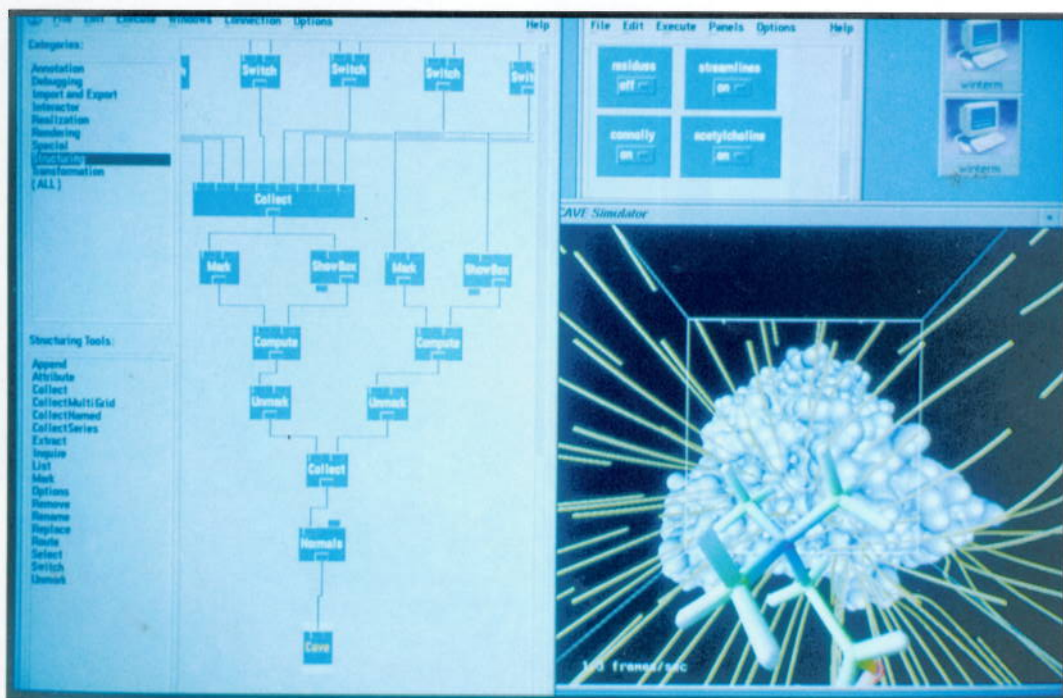 File Edit Execute Windows Connection Options Help
Categories:
Annotation
Debugging
Import and Export
Interactor
Realization
Rendering
Special
Structuring
Transformation
(ALL)
Structuring Tools:
Append
Attribute
Collect
CollectMultiGrid
CollectNamed
CollectSeries
Extract
Inquire
List
Mark
Options
Remove
Rename
Replace
Route
Select
Switch
Unmark
Switch Switch Switch
Collect
Mark ShowBox Mark ShowBox
Compute Compute
Unmark Unmark
Collect
Normals
Cave
File Edit Execute Panels Options Help
residues streamlines
off on
connolly acetylcholine
on on
winterm
winterm
CAVE Simulator
frames/sec